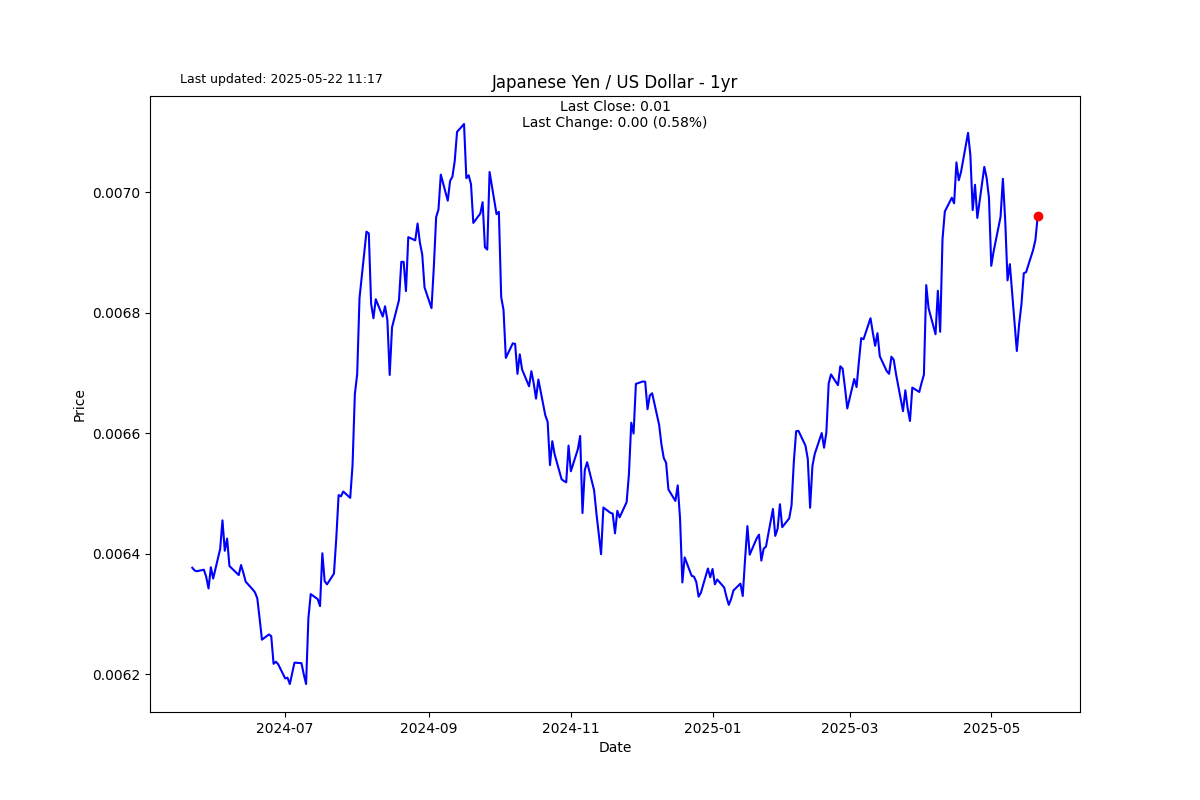 Last updated: 2025-05-22 11:17
Japanese Yen / US Dollar - 1yr
Last Close: 0.01
Last Change: 0.00 (0.58%)
0.0070
0.0068
0.0066
0.0064
0.0062
Price
2024-07
2024-09
2024-11
2025-01
2025-03
2025-05
Date